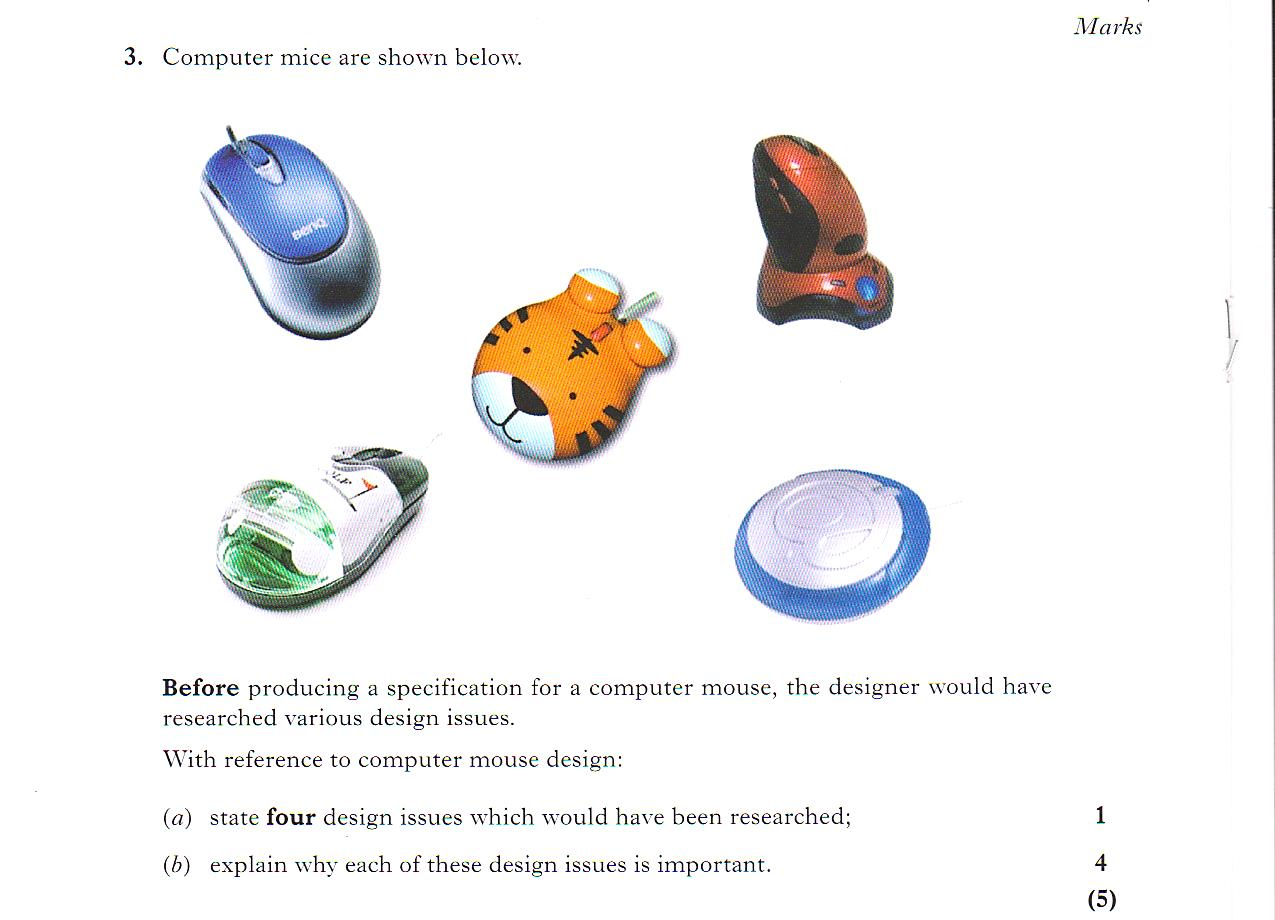 Marks
3. Computer mice are shown below.
BenQ
Before producing a specification for a computer mouse, the designer would have
researched various design issues.
With reference to computer mouse design:
(a) state four design issues which would have been researched; 1
(b) explain why each of these design issues is important. 4
(5)